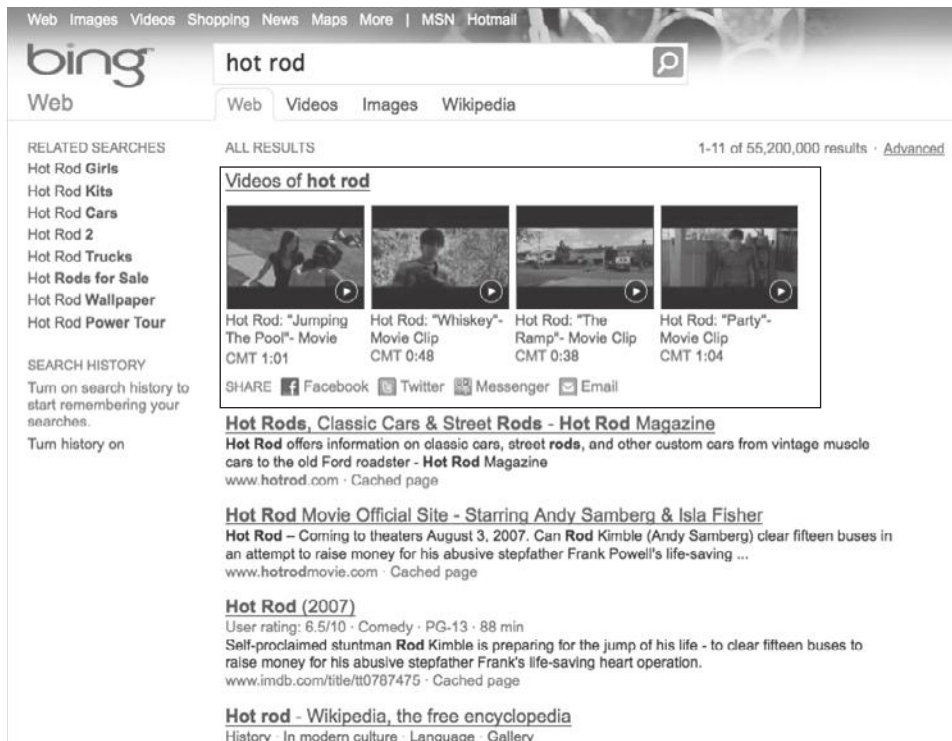 Web Images Videos Shopping News Maps More | MSN Hotmail
bing™
hot rod
Web
Web Videos Images Wikipedia
RELATED SEARCHES
Hot Rod Girls
Hot Rod Kits
Hot Rod Cars
Hot Rod 2
Hot Rod Trucks
Hot Rods for Sale
Hot Rod Wallpaper
Hot Rod Power Tour
SEARCH HISTORY
Turn on search history to
start remembering your
searches.
Turn history on
ALL RESULTS
1-11 of 55,200,000 results · Advanced
Videos of hot rod
Hot Rod: "Jumping
The Pool"- Movie
CMT 1:01
Hot Rod: "Whiskey"-
Movie Clip
CMT 0:48
Hot Rod: "The
Ramp"- Movie Clip
CMT 0:38
Hot Rod: "Party"-
Movie Clip
CMT 1:04
SHARE Facebook Twitter Messenger Email
Hot Rods, Classic Cars & Street Rods - Hot Rod Magazine
Hot Rod offers information on classic cars, street rods, and other custom cars from vintage muscle
cars to the old Ford roadster - Hot Rod Magazine
www.hotrod.com · Cached page
Hot Rod Movie Official Site - Starring Andy Samberg & Isla Fisher
Hot Rod – Coming to theaters August 3, 2007. Can Rod Kimble (Andy Samberg) clear fifteen buses in
an attempt to raise money for his abusive stepfather Frank Powell's life-saving ...
www.hotrodmovie.com · Cached page
Hot Rod (2007)
User rating: 6.5/10 · Comedy · PG-13 · 88 min
Self-proclaimed stuntman Rod Kimble is preparing for the jump of his life - to clear fifteen buses to
raise money for his abusive stepfather Frank's life-saving heart operation.
www.imdb.com/title/tt0787475 · Cached page
Hot rod - Wikipedia, the free encyclopedia
History · In modern culture · Language · Gallery